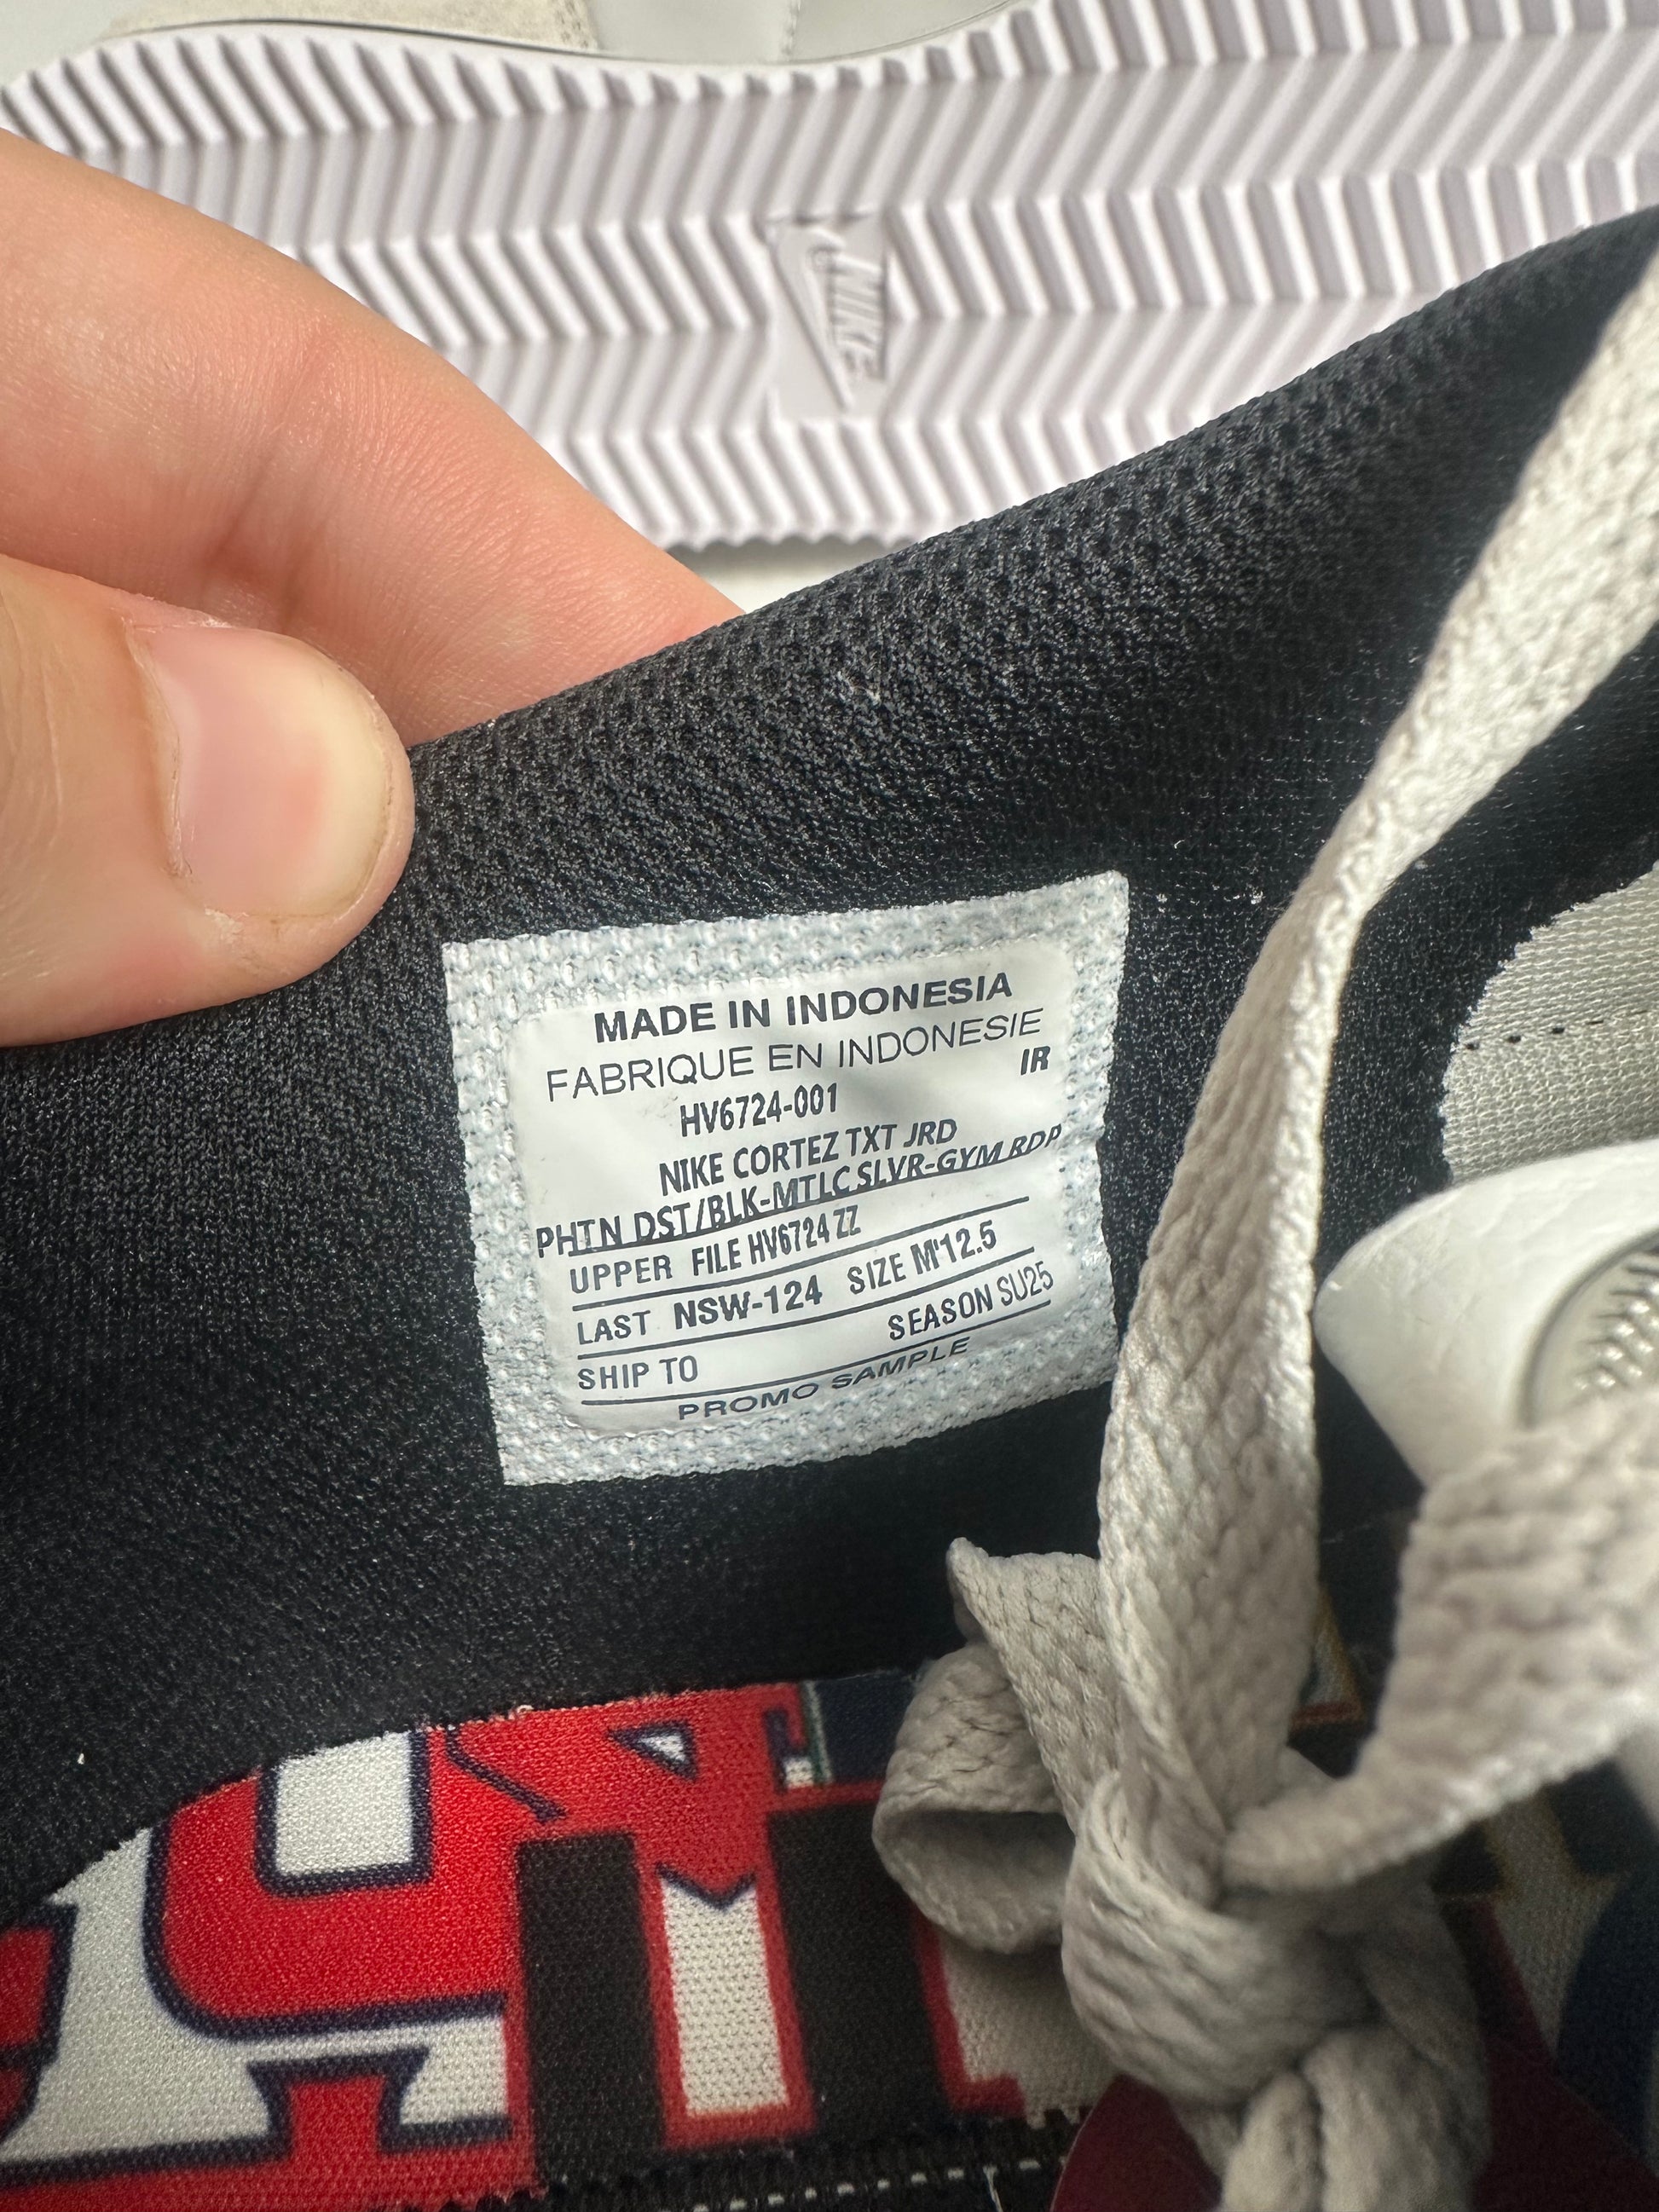 NIKE
MADE IN INDONESIA
FABRIQUE EN INDONESIE
IR
HV6724-001
NIKE CORTEZ TXT JRD
PHTN DST/BLK-MTLC SLVR-GYM RDP
UPPER FILE HV6724 ZZ
LAST NSW-124 SIZE M'12.5
SHIP TO SEASON SU25
PROMO SAMPLE